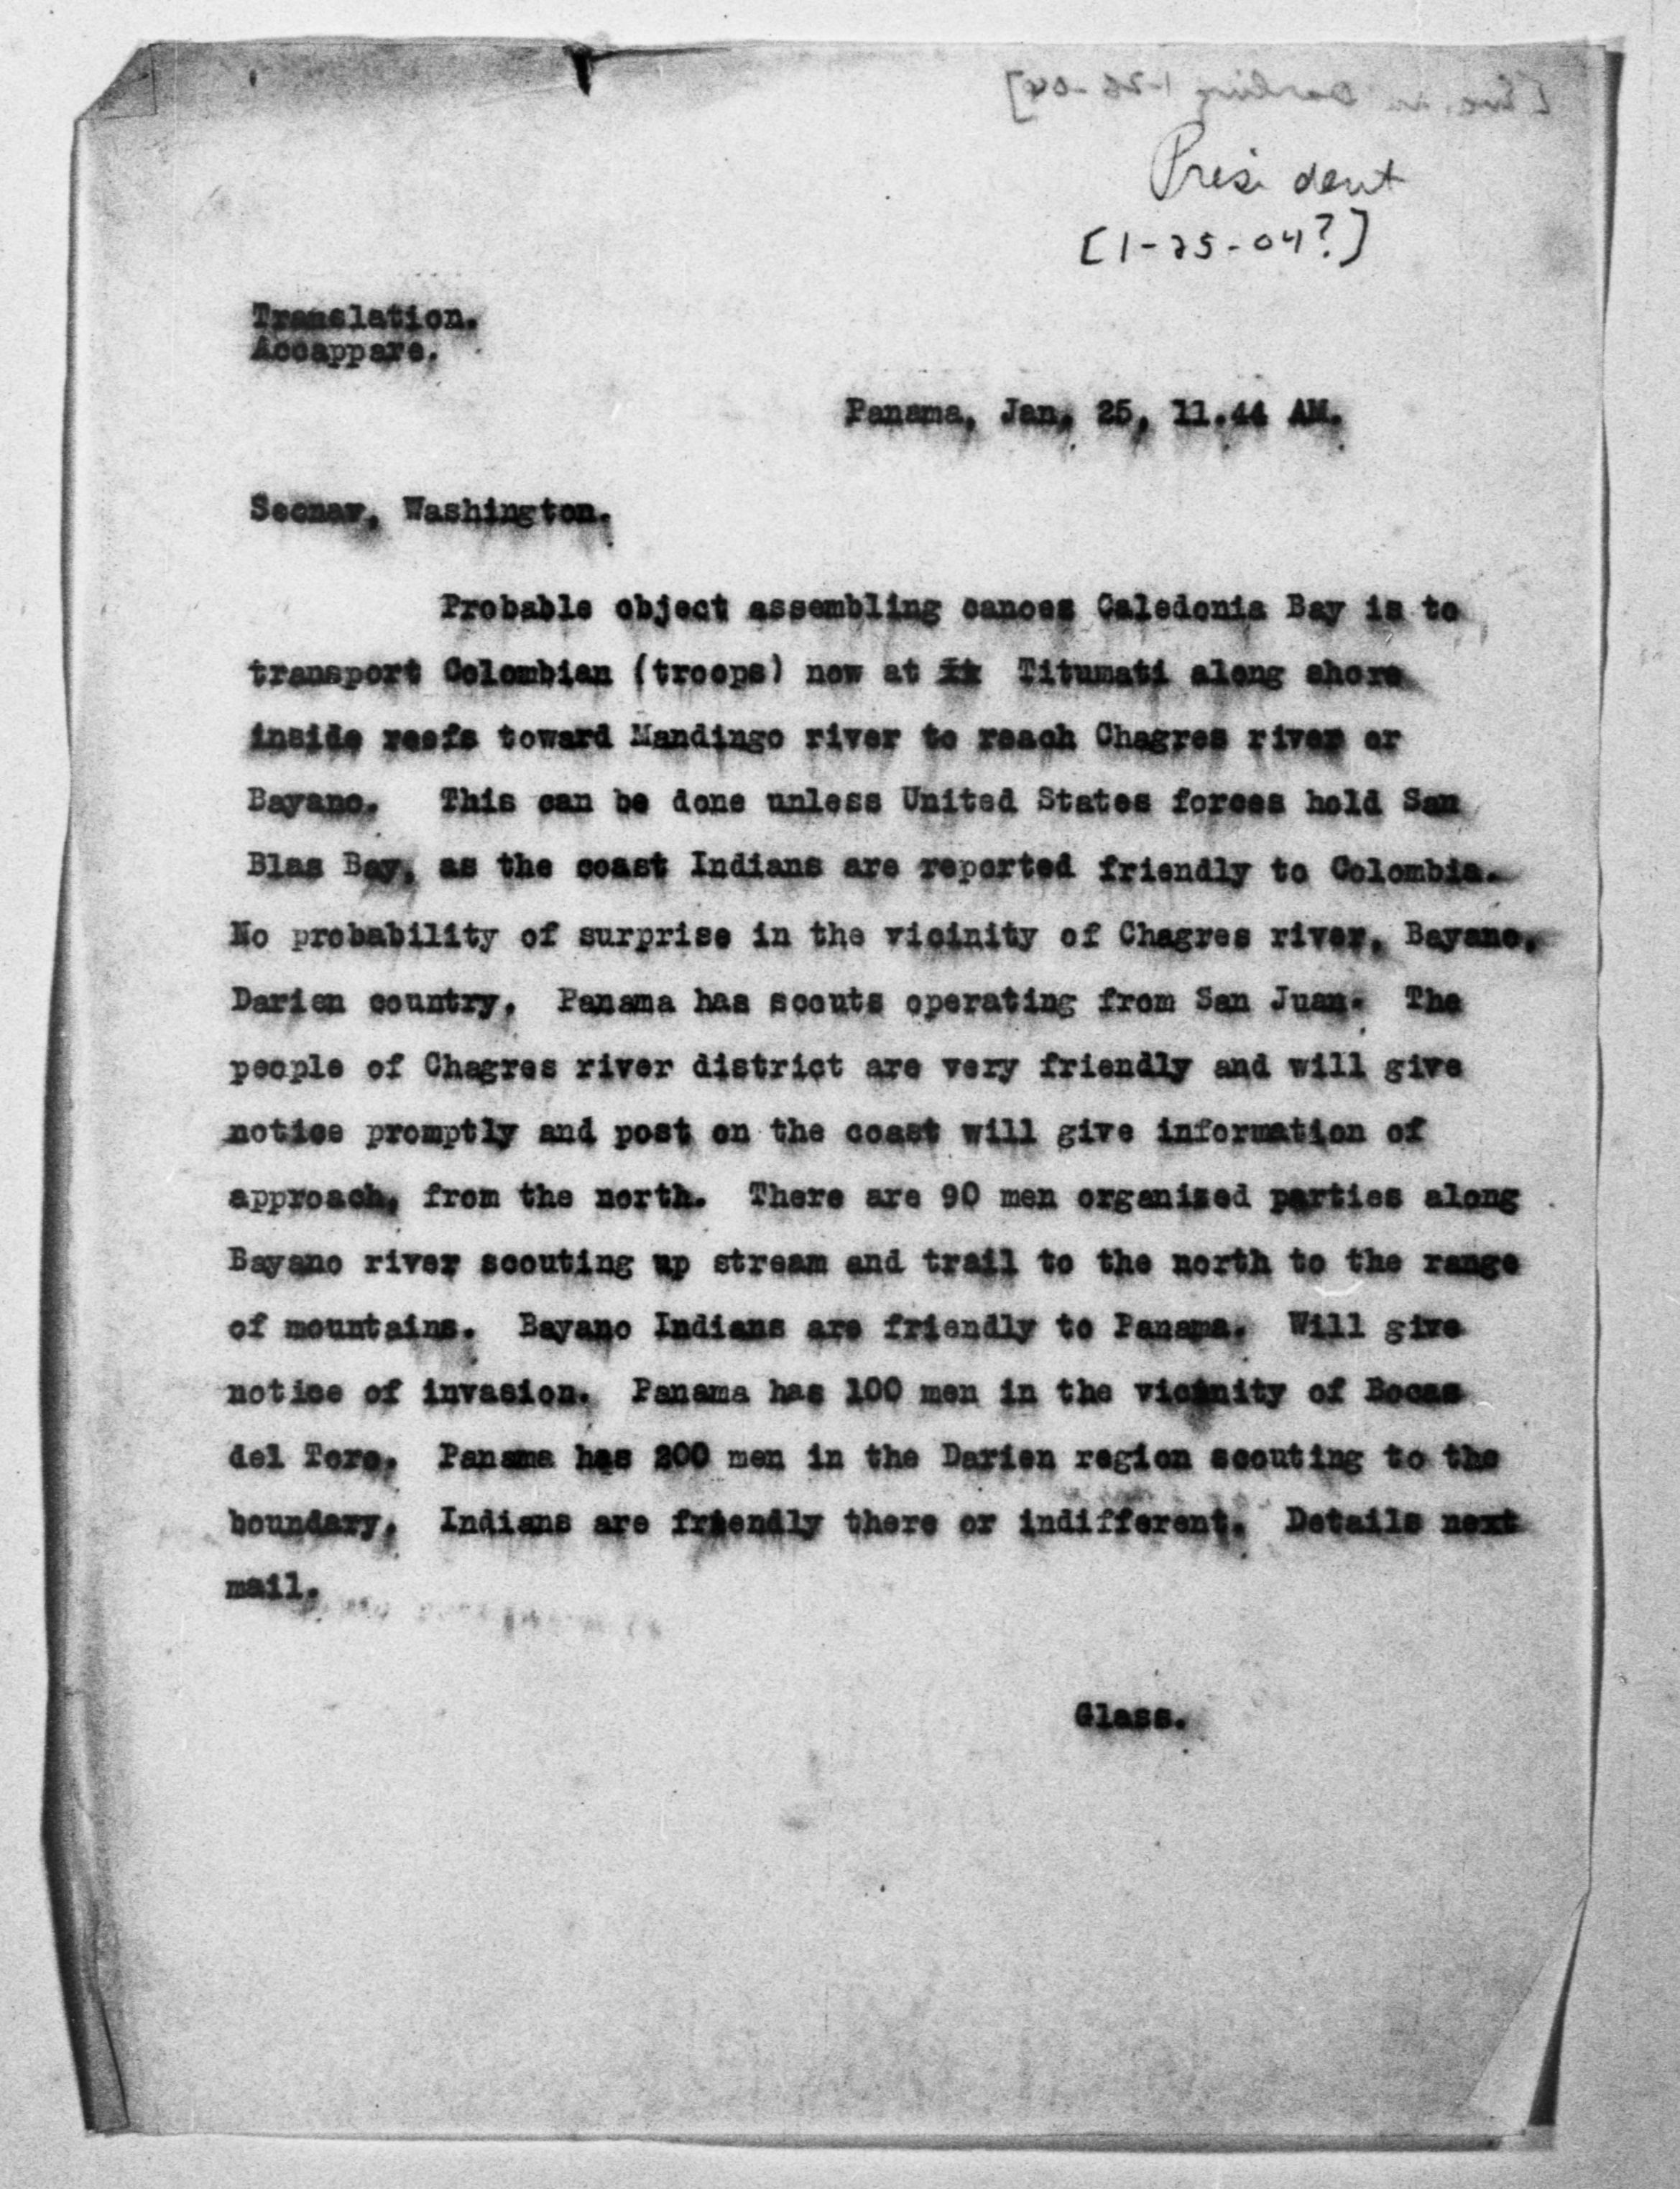 [Enc. in Darling 1-26-04]
President
[1-25-04?]
Translation.
Accappare.
Panama, Jan, 25, 11.44 AM.
Secnav, Washington.
Probable object assembling canoes Caledonia Bay is to
transport Colombian (troops) now at It Titumati along shore
inside reefs toward Mandingo river to reach Chagres river or
Bayano. This can be done unless United States forces hold San
Blas Bay, as the coast Indians are reported friendly to Colombia.
No probability of surprise in the vicinity of Chagres river, Bayano,
Darien country. Panama has scouts operating from San Juan. The
people of Chagres river district are very friendly and will give
notice promptly and post on the coast will give information of
approach, from the north. There are 90 men organized parties along
Bayano river scouting up stream and trail to the north to the range
of mountains. Bayano Indians are friendly to Panama. Will give
notice of invasion. Panama has 100 men in the vicinity of Bocas
del Toro. Panama has 200 men in the Darien region scouting to the
boundary. Indians are friendly there or indifferent. Details next
mail.
Glass.